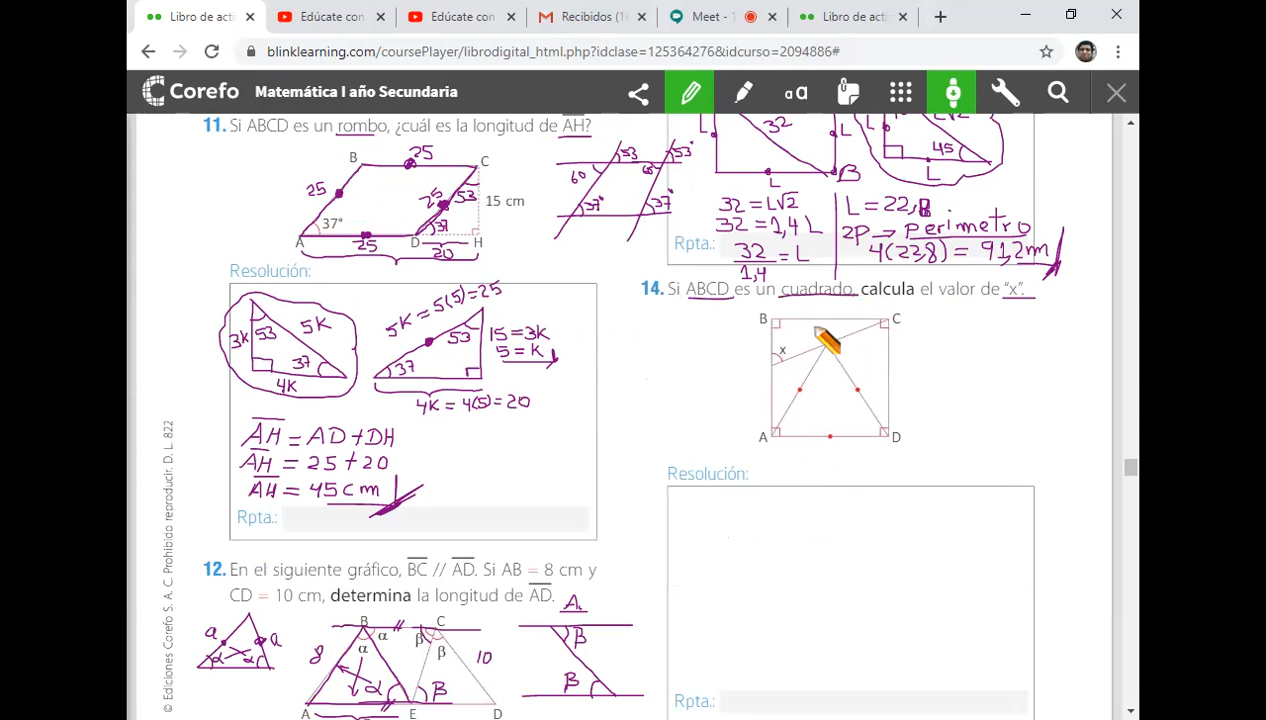 Libro de acti
Edúcate con
Edúcate con
Recibidos (1
Meet -
Libro de acti
blinklearning.com/coursePlayer/librodigital_html.php?idclase=125364276&idcurso=2094886#
Corefo
Matemática I año Secundaria
aA
11. Si ABCD es un rombo, ¿cuál es la longitud de AH?
B
25
C
25
25
53
15 cm
37°
37
A
25
D
H
20
53
53°
60
37°
37
Resolución:
3K
53
5K
37
4K
5K = 5(5) = 25
53
37
15 = 3K
5 = K
4K = 4(5) = 20
AH = AD + DH
AH = 25 + 20
AH = 45 cm
Rpta.:
12. En el siguiente gráfico, BC // AD. Si AB = 8 cm y
CD = 10 cm, determina la longitud de AD.
a
a
α
α
B
C
α
β
α
β
8
10
α
β
A
E
D
β
β
© Ediciones Corefo S. A. C. Prohibido reproducir. D. L. 822
L
32
L
L
B
L√2
45
L
32 = L√2
32 = 1,4 L
32
1,4
= L
L = 22,8
2P → perimetro
4(22,8) = 91,2 m
Rpta.:
14. Si ABCD es un cuadrado, calcula el valor de “x”.
B
C
x
A
D
Resolución:
Rpta.: